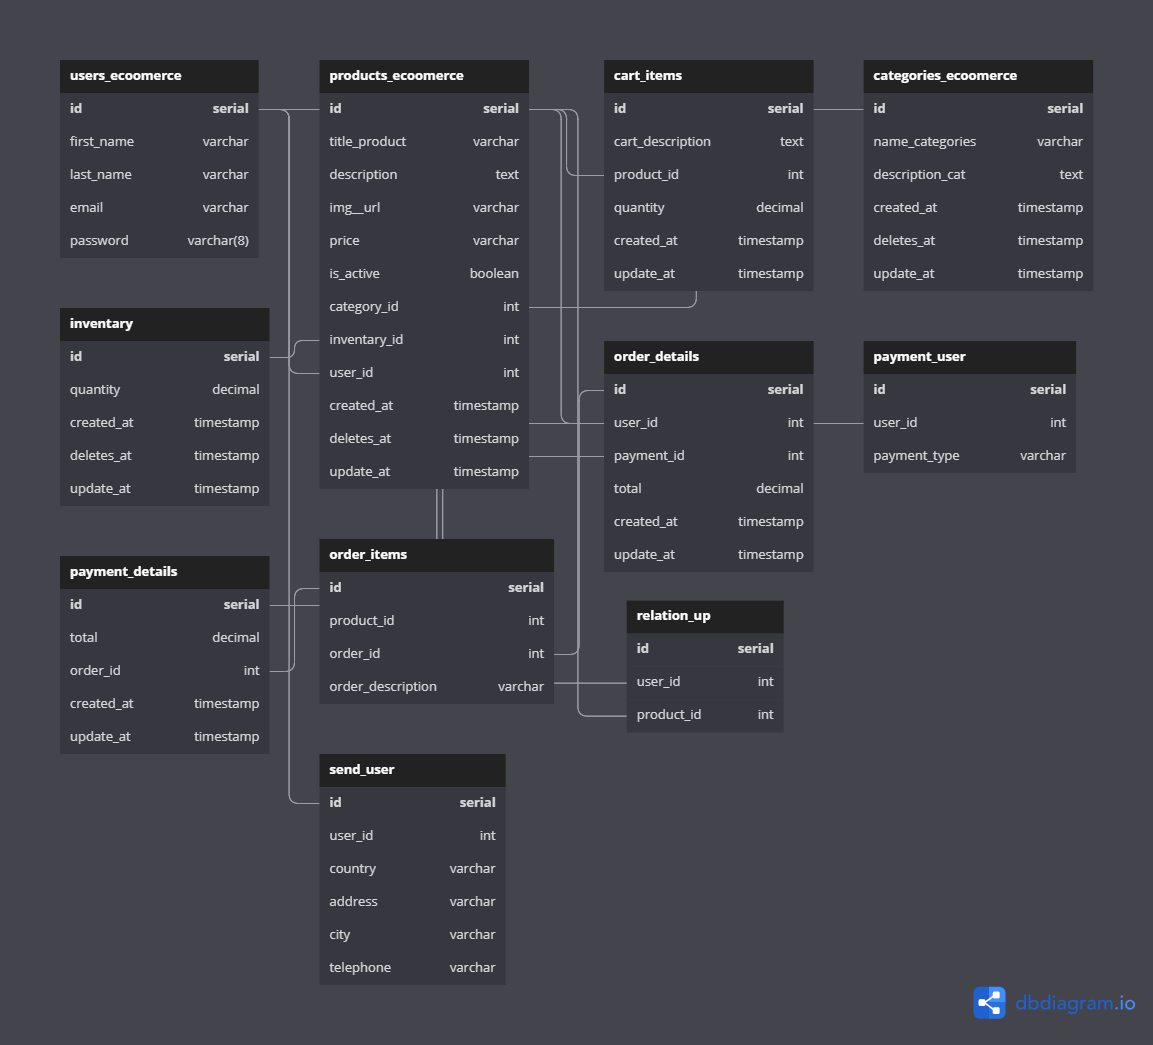 users_ecoomerce
id serial
first_name varchar
last_name varchar
email varchar
password varchar(8)
products_ecoomerce
id serial
title_product varchar
description text
img__url varchar
price varchar
is_active boolean
category_id int
inventary_id int
user_id int
created_at timestamp
deletes_at timestamp
update_at timestamp
cart_items
id serial
cart_description text
product_id int
quantity decimal
created_at timestamp
update_at timestamp
categories_ecoomerce
id serial
name_categories varchar
description_cat text
created_at timestamp
deletes_at timestamp
update_at timestamp
inventary
id serial
quantity decimal
created_at timestamp
deletes_at timestamp
update_at timestamp
order_details
id serial
user_id int
payment_id int
total decimal
created_at timestamp
update_at timestamp
payment_user
id serial
user_id int
payment_type varchar
payment_details
id serial
total decimal
order_id int
created_at timestamp
update_at timestamp
order_items
id serial
product_id int
order_id int
order_description varchar
relation_up
id serial
user_id int
product_id int
send_user
id serial
user_id int
country varchar
address varchar
city varchar
telephone varchar
dbdiagram.io